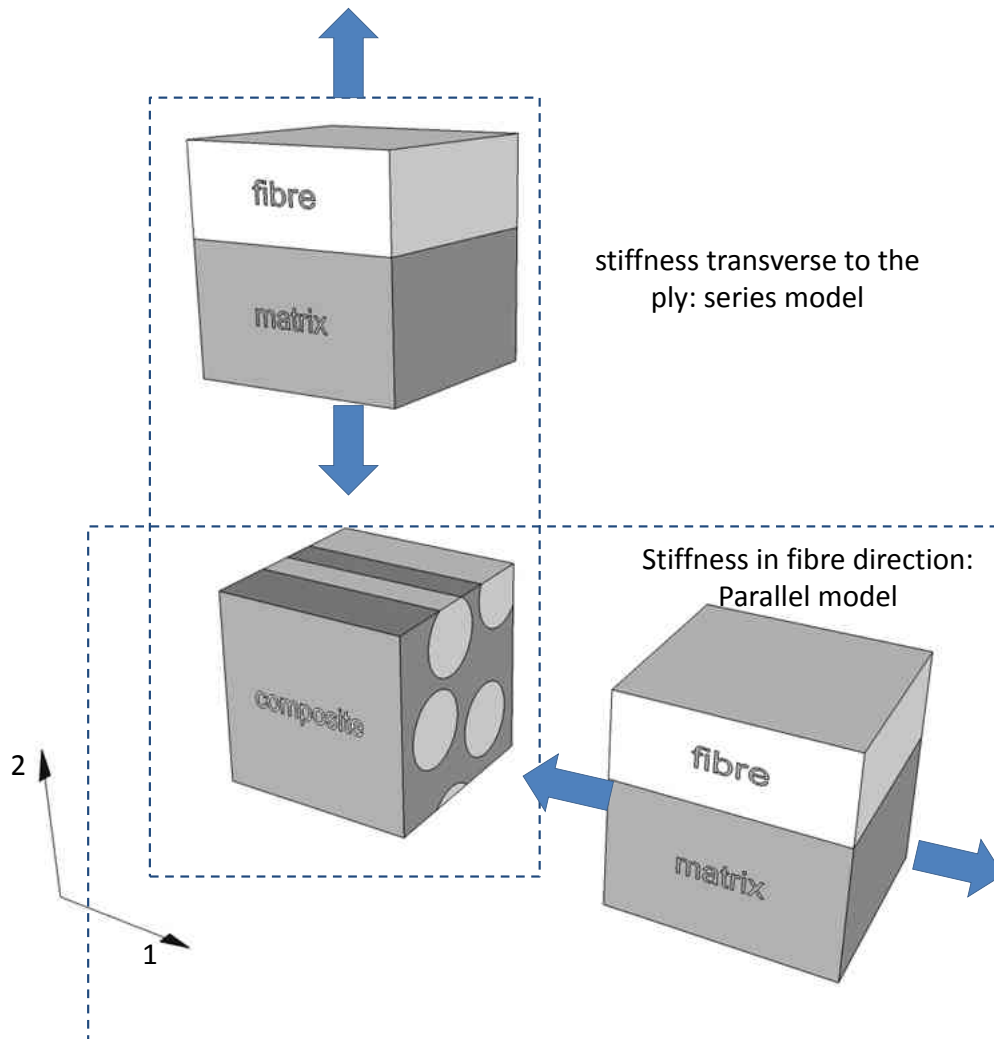 fibre
matrix
stiffness transverse to the
ply: series model
Stiffness in fibre direction:
Parallel model
composite
fibre
matrix
2
1